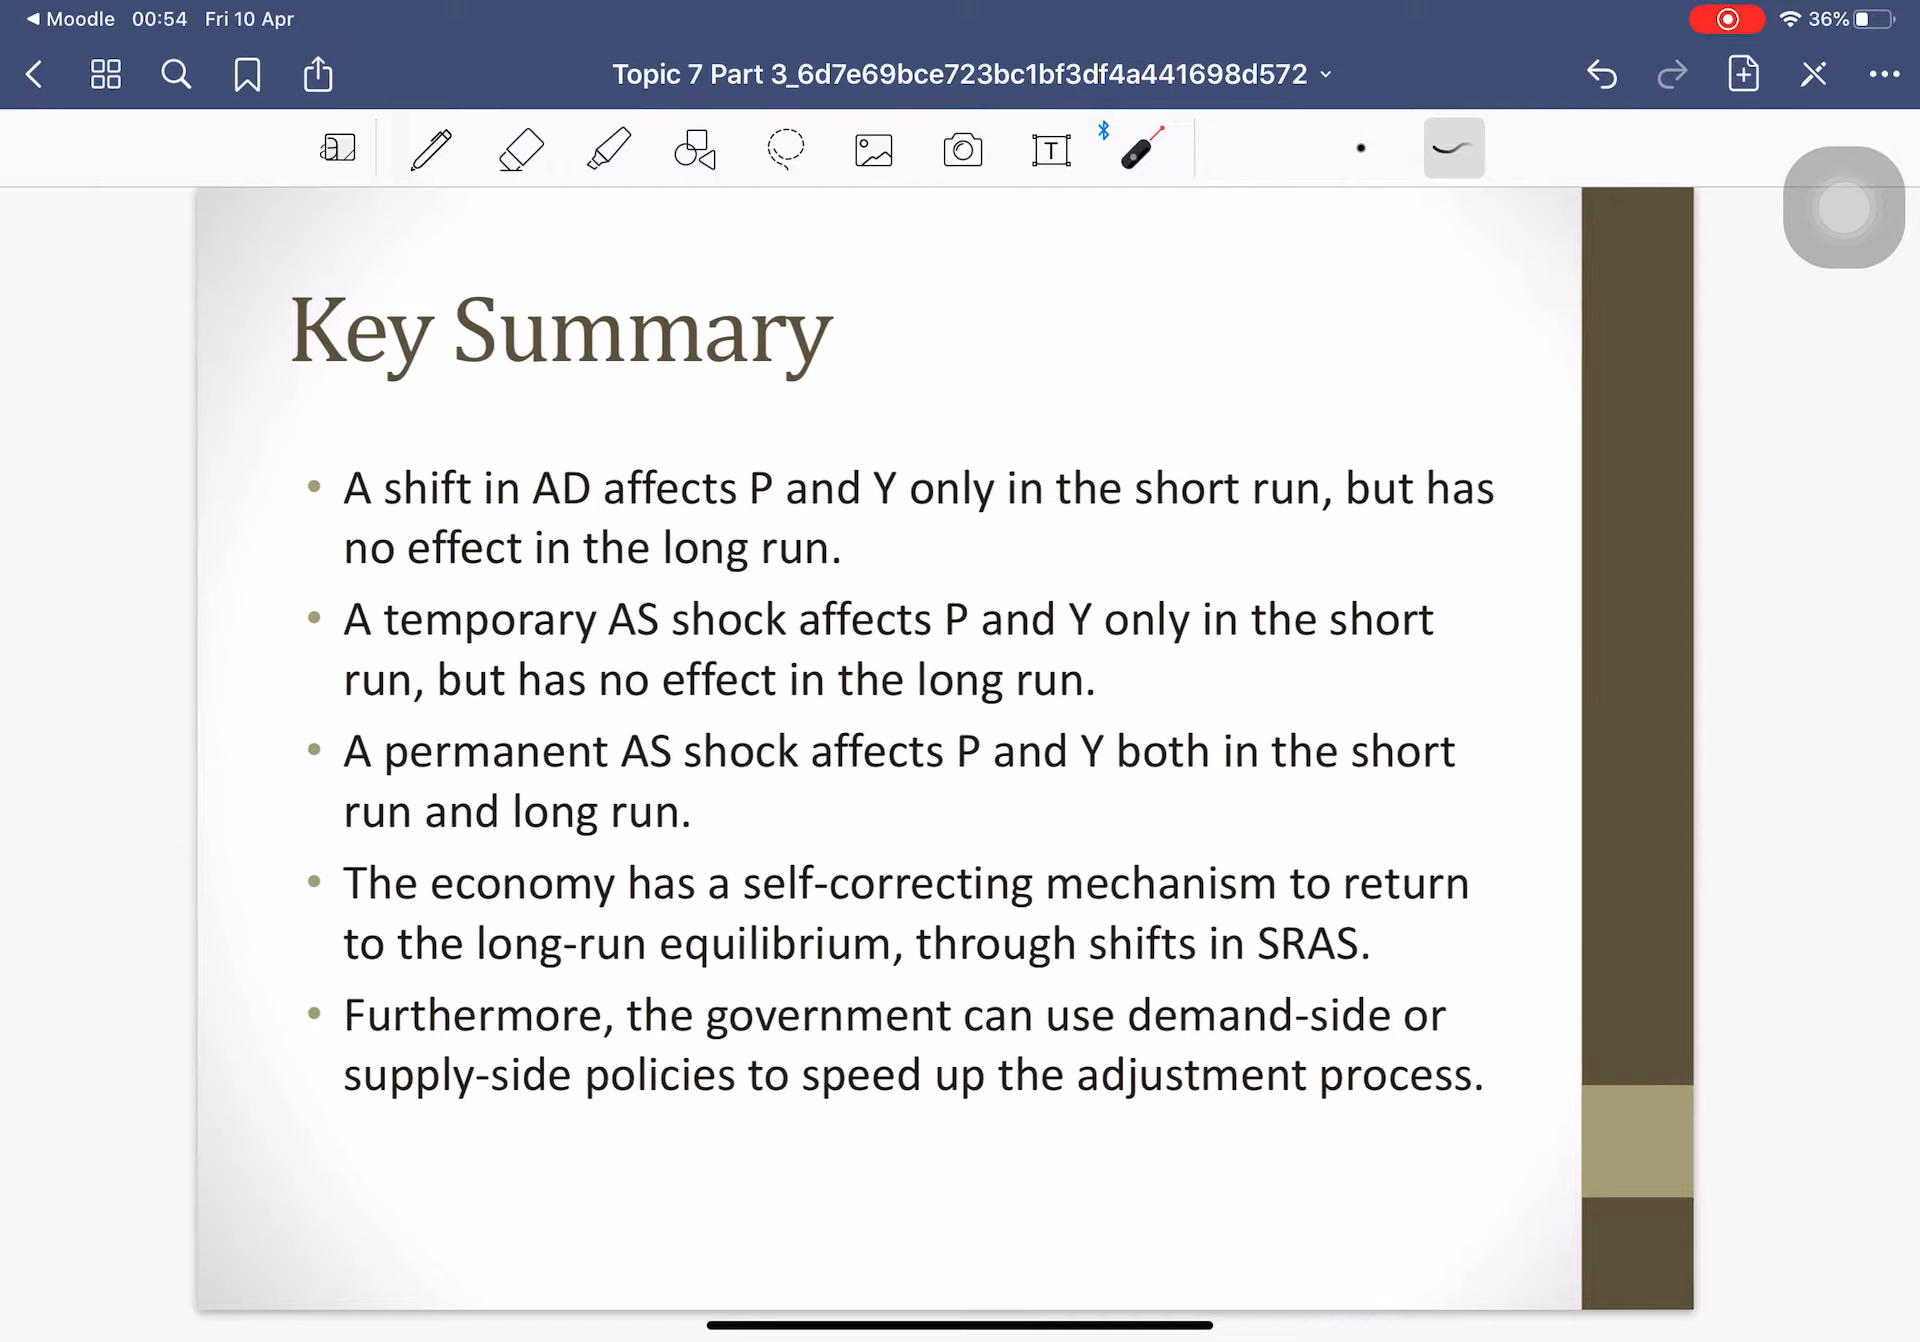 Moodle 00:54 Fri 10 Apr 36%
Topic 7 Part 3_6d7e69bce723bc1bf3df4a441698d572
Key Summary
• A shift in AD affects P and Y only in the short run, but has
no effect in the long run.
• A temporary AS shock affects P and Y only in the short
run, but has no effect in the long run.
• A permanent AS shock affects P and Y both in the short
run and long run.
• The economy has a self-correcting mechanism to return
to the long-run equilibrium, through shifts in SRAS.
• Furthermore, the government can use demand-side or
supply-side policies to speed up the adjustment process.